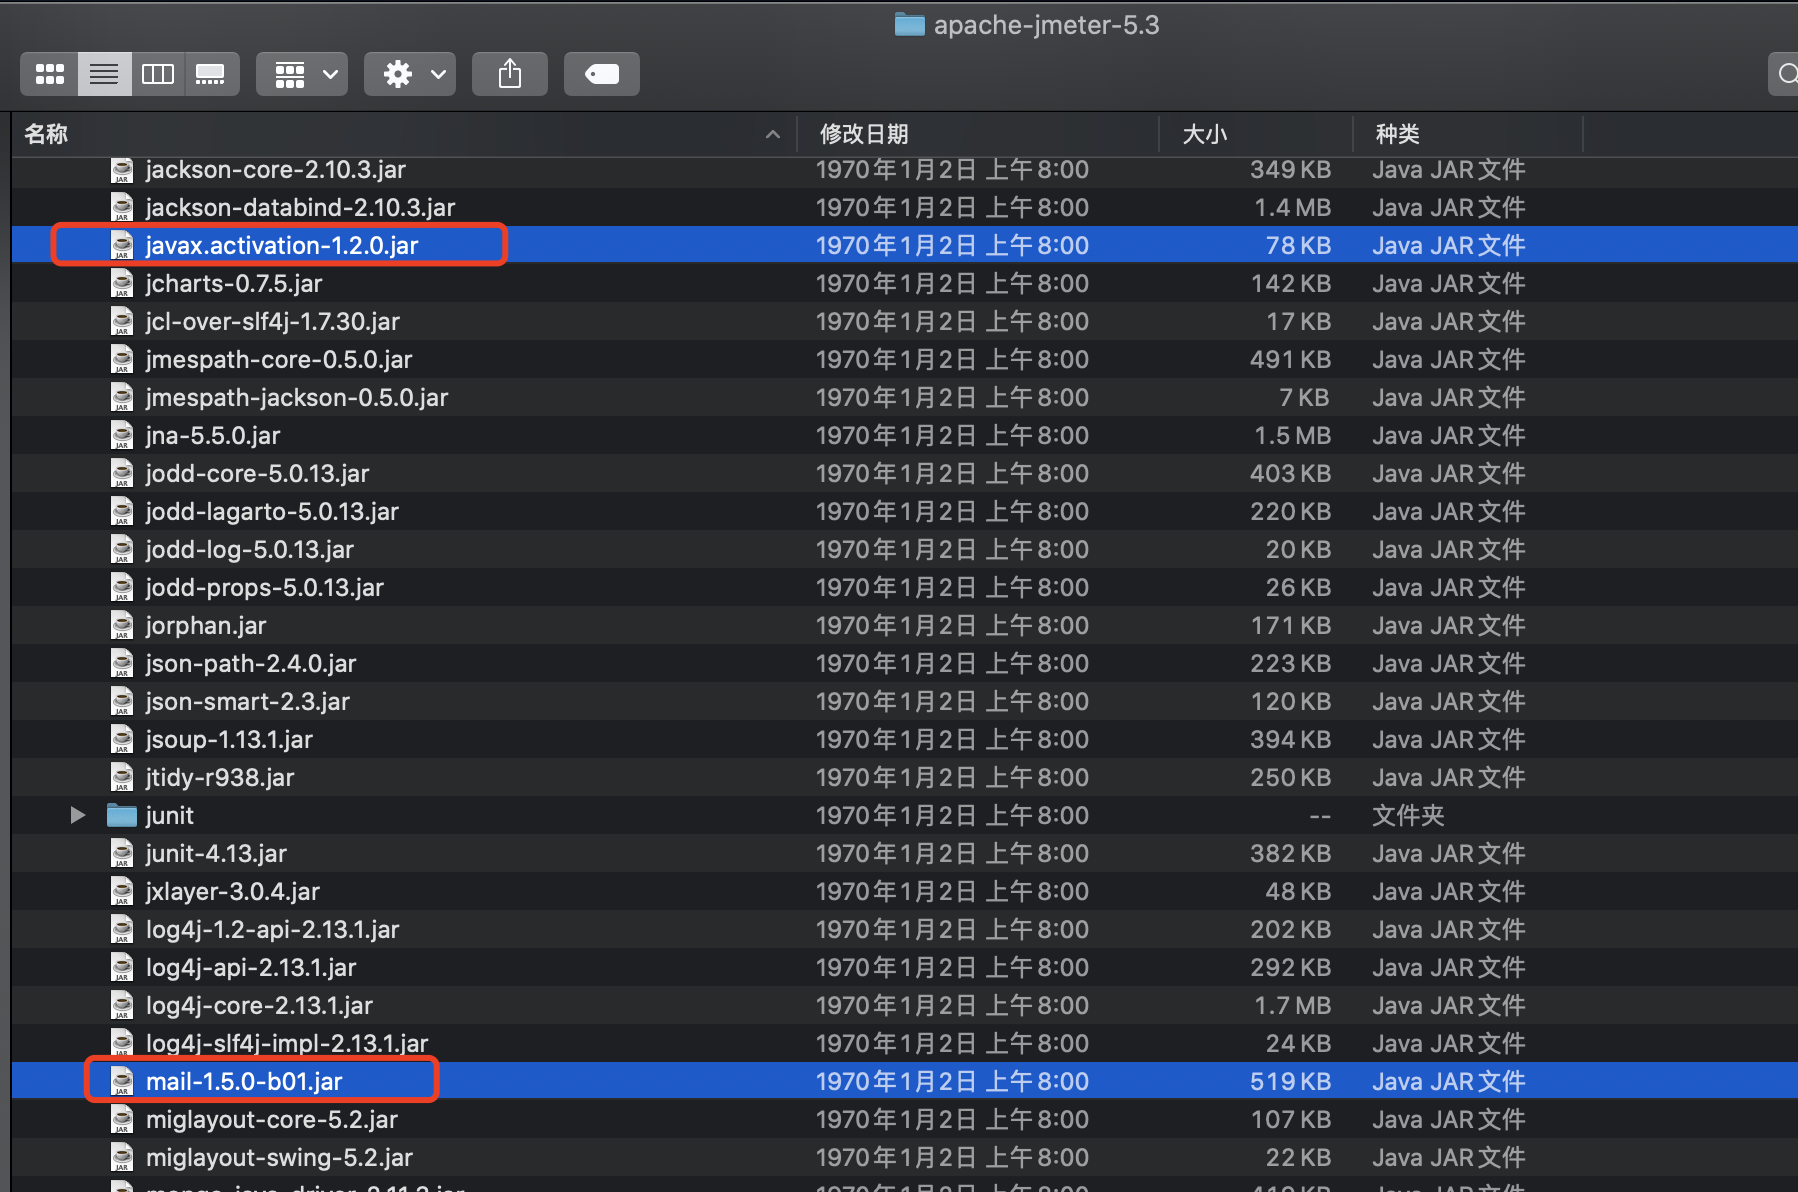 apache-jmeter-5.3
名称 修改日期 大小 种类
jackson-core-2.10.3.jar 1970年1月2日 上午8:00 349 KB Java JAR文件
jackson-databind-2.10.3.jar 1970年1月2日 上午8:00 1.4 MB Java JAR文件
javax.activation-1.2.0.jar 1970年1月2日 上午8:00 78 KB Java JAR文件
jcharts-0.7.5.jar 1970年1月2日 上午8:00 142 KB Java JAR文件
jcl-over-slf4j-1.7.30.jar 1970年1月2日 上午8:00 17 KB Java JAR文件
jmespath-core-0.5.0.jar 1970年1月2日 上午8:00 491 KB Java JAR文件
jmespath-jackson-0.5.0.jar 1970年1月2日 上午8:00 7 KB Java JAR文件
jna-5.5.0.jar 1970年1月2日 上午8:00 1.5 MB Java JAR文件
jodd-core-5.0.13.jar 1970年1月2日 上午8:00 403 KB Java JAR文件
jodd-lagarto-5.0.13.jar 1970年1月2日 上午8:00 220 KB Java JAR文件
jodd-log-5.0.13.jar 1970年1月2日 上午8:00 20 KB Java JAR文件
jodd-props-5.0.13.jar 1970年1月2日 上午8:00 26 KB Java JAR文件
jorphan.jar 1970年1月2日 上午8:00 171 KB Java JAR文件
json-path-2.4.0.jar 1970年1月2日 上午8:00 223 KB Java JAR文件
json-smart-2.3.jar 1970年1月2日 上午8:00 120 KB Java JAR文件
jsoup-1.13.1.jar 1970年1月2日 上午8:00 394 KB Java JAR文件
jtidy-r938.jar 1970年1月2日 上午8:00 250 KB Java JAR文件
junit 1970年1月2日 上午8:00 -- 文件夹
junit-4.13.jar 1970年1月2日 上午8:00 382 KB Java JAR文件
jxlayer-3.0.4.jar 1970年1月2日 上午8:00 48 KB Java JAR文件
log4j-1.2-api-2.13.1.jar 1970年1月2日 上午8:00 202 KB Java JAR文件
log4j-api-2.13.1.jar 1970年1月2日 上午8:00 292 KB Java JAR文件
log4j-core-2.13.1.jar 1970年1月2日 上午8:00 1.7 MB Java JAR文件
log4j-slf4j-impl-2.13.1.jar 1970年1月2日 上午8:00 24 KB Java JAR文件
mail-1.5.0-b01.jar 1970年1月2日 上午8:00 519 KB Java JAR文件
miglayout-core-5.2.jar 1970年1月2日 上午8:00 107 KB Java JAR文件
miglayout-swing-5.2.jar 1970年1月2日 上午8:00 22 KB Java JAR文件